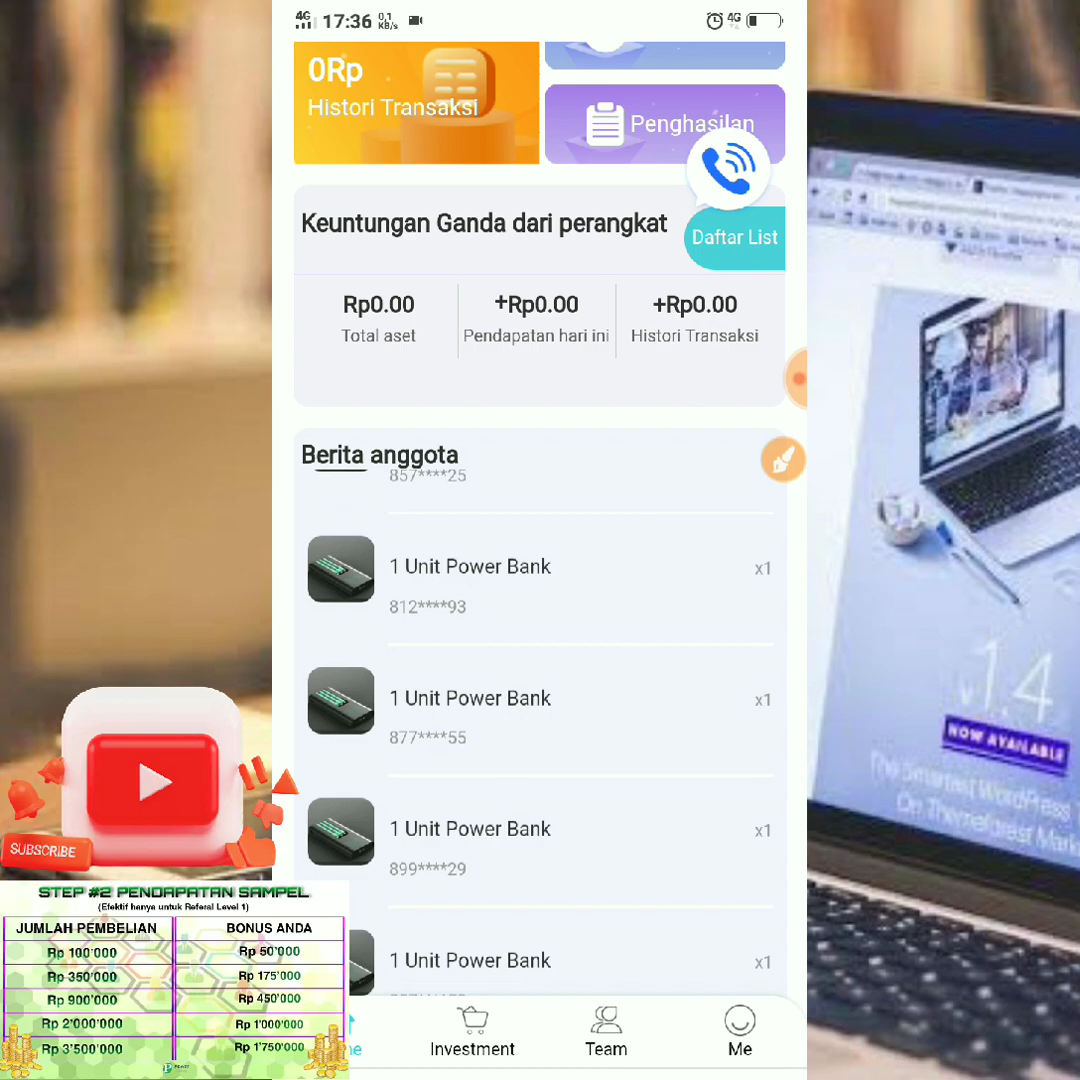 4G 17:36 0,1 KB/s 4G
0Rp
Histori Transaksi
Penghasilan
Keuntungan Ganda dari perangkat
Daftar List
Rp0.00 +Rp0.00 +Rp0.00
Total aset Pendapatan hari ini Histori Transaksi
Berita anggota
857****25
1 Unit Power Bank x1
812****93
1 Unit Power Bank x1
877****55
1 Unit Power Bank x1
899****29
1 Unit Power Bank x1
Investment Team Me
SUBSCRIBE
STEP #2 PENDAPATAN SAMPEL
(Efektif hanya untuk Referal Level 1)
JUMLAH PEMBELIAN BONUS ANDA
Rp 100'000 Rp 50'000
Rp 350'000 Rp 175'000
Rp 900'000 Rp 450'000
Rp 2'000'000 Rp 1'000'000
Rp 3'500'000 Rp 1'750'000
v1.4
NOW AVAILABLE
The Smartest WordPress
On Themeforest